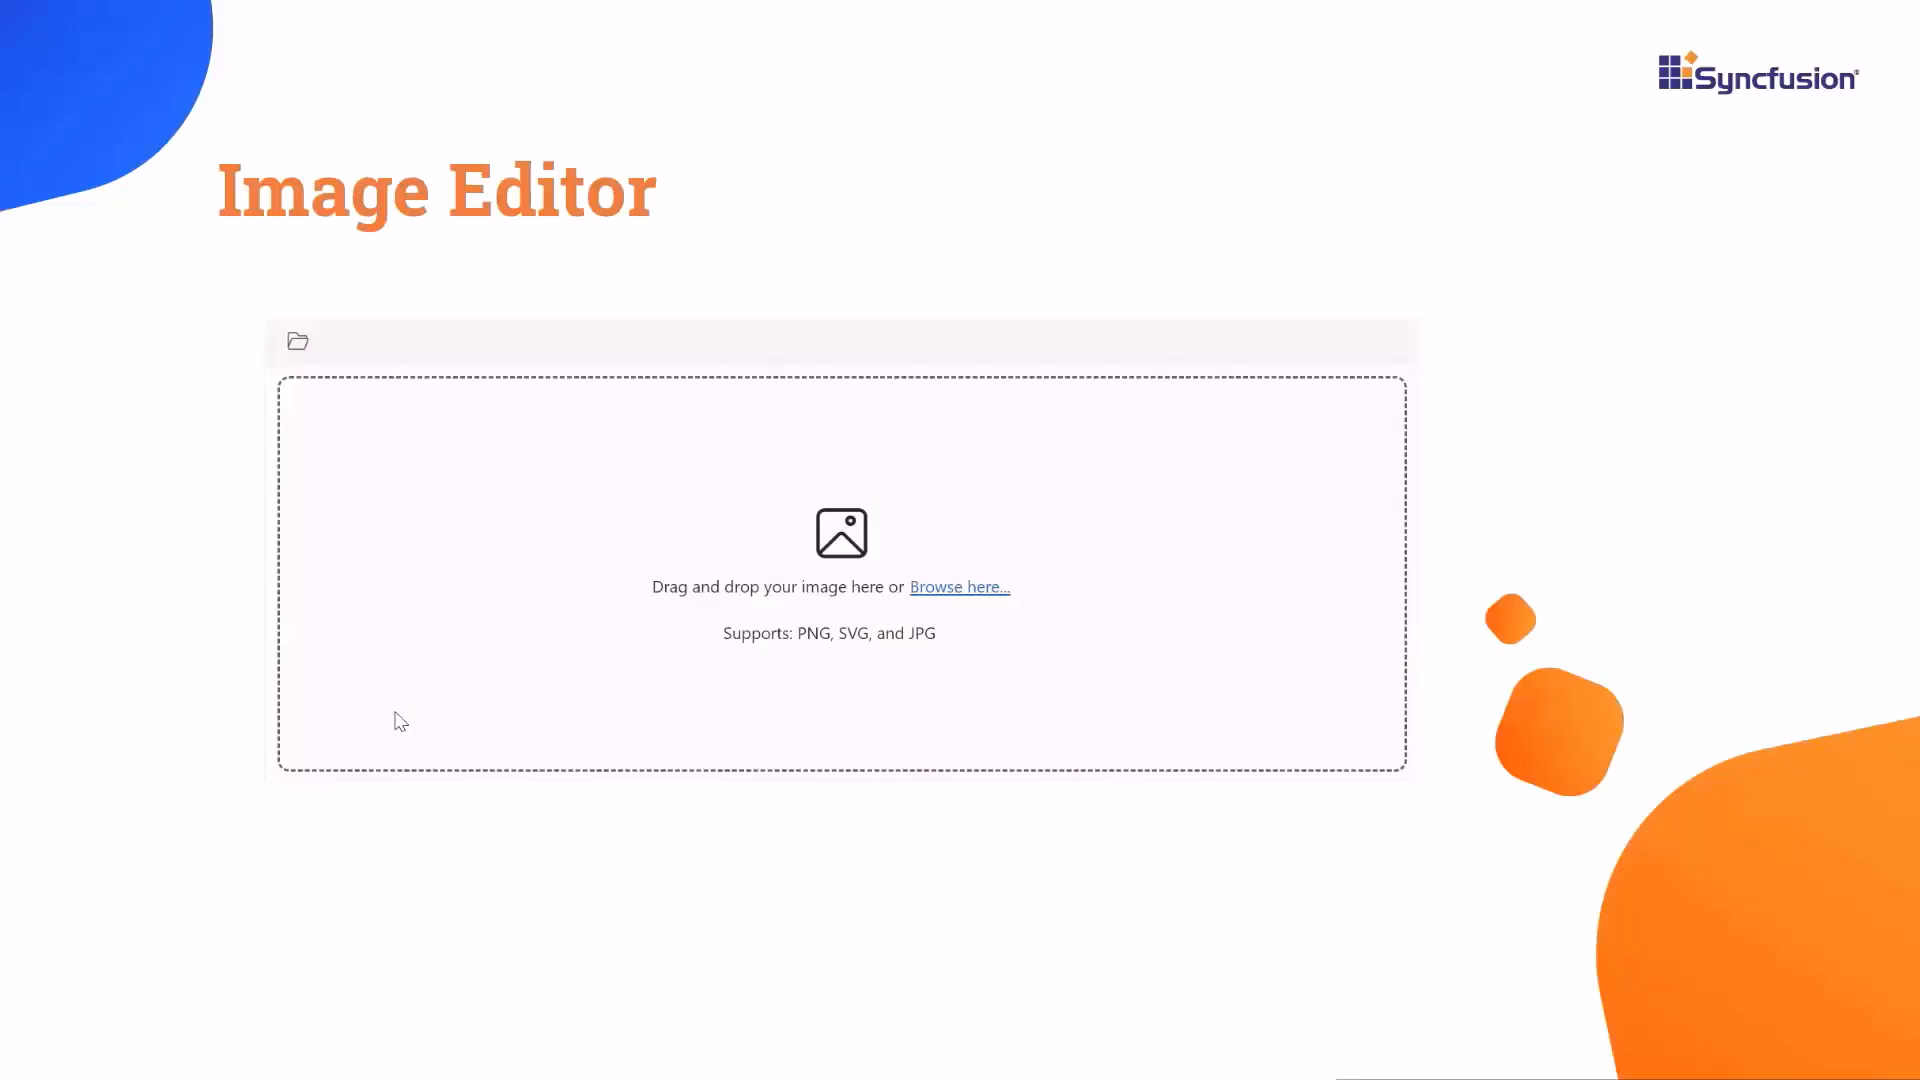 Syncfusion®
Image Editor
Drag and drop your image here or Browse here...
Supports: PNG, SVG, and JPG